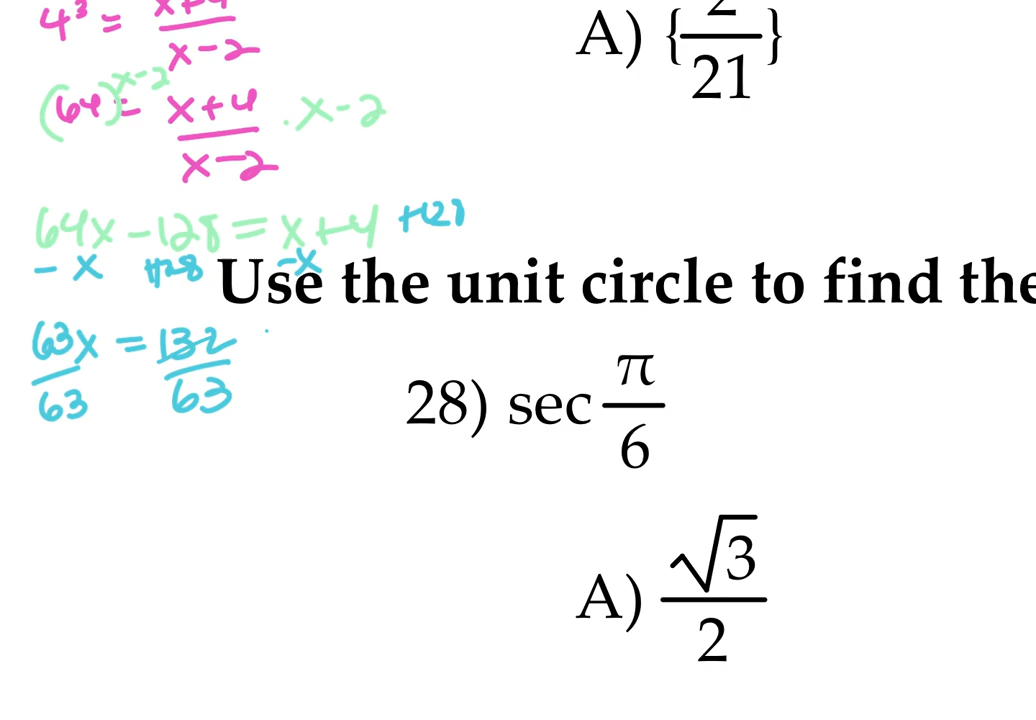 4³ = x+4
x-2
A) {2/21}
(64)^x-2 = x+4/x-2 · x-2
64x -128 = x+4 +128
-x +128 -x
Use the unit circle to find the
63x/63 = 132/63
28) sec π/6
A) √3/2